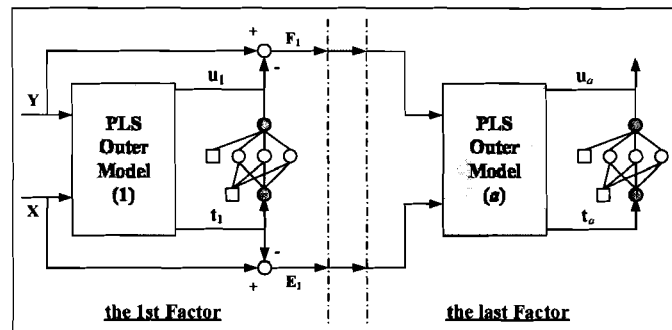 +
F₁
-
u₁
Y
PLS
Outer
Model
(1)
X
t₁
-
+
E₁
the 1st Factor
uₐ
PLS
Outer
Model
(a)
tₐ
the last Factor